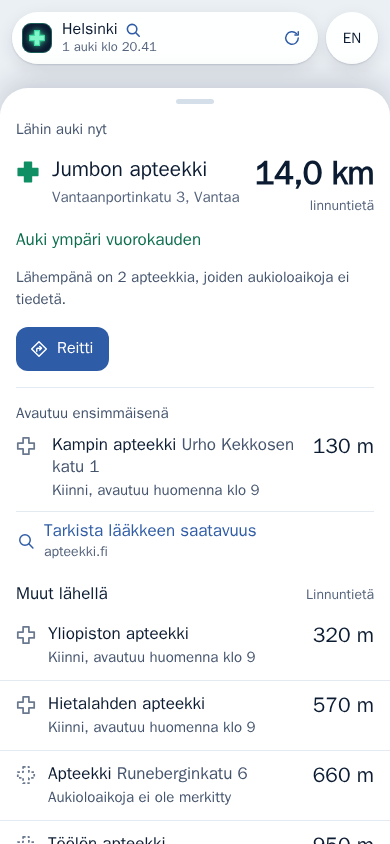 Helsinki
1 auki klo 20.41
EN
Lähin auki nyt
Jumbon apteekki
14,0 km
Vantaanportinkatu 3, Vantaa
linnuntietä
Auki ympäri vuorokauden
Lähempänä on 2 apteekkia, joiden aukioloaikoja ei
tiedetä.
Reitti
Avautuu ensimmäisenä
Kampin apteekki Urho Kekkosen
katu 1
130 m
Kiinni, avautuu huomenna klo 9
Tarkista lääkkeen saatavuus
apteekki.fi
Muut lähellä
Linnuntietä
Yliopiston apteekki
320 m
Kiinni, avautuu huomenna klo 9
Hietalahden apteekki
570 m
Kiinni, avautuu huomenna klo 9
Apteekki Runeberginkatu 6
660 m
Aukioloaikoja ei ole merkitty
Töölön apteekki
950 m